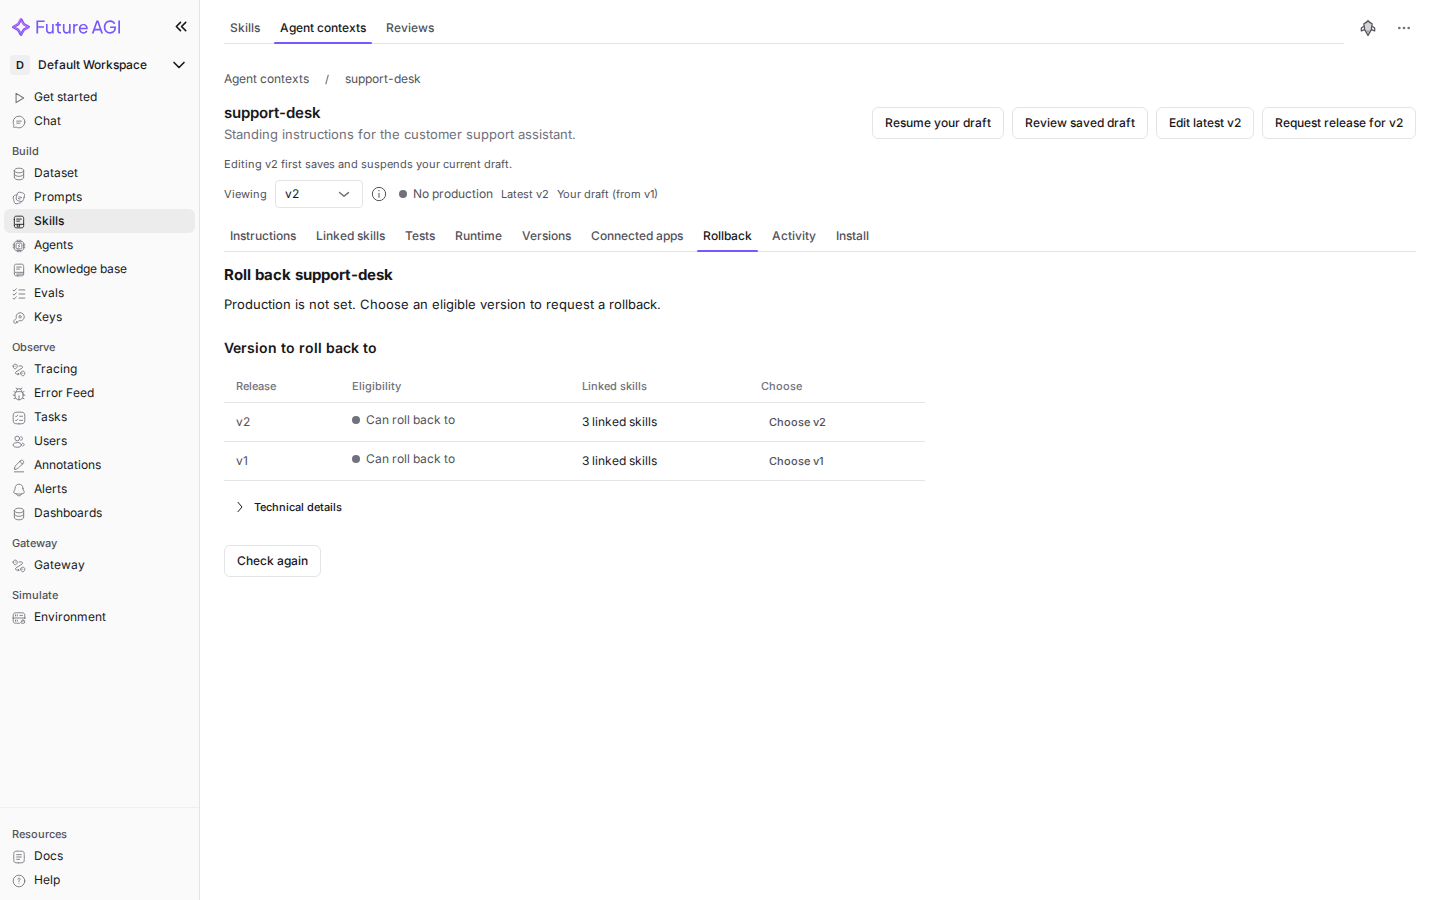 Future AGI
D Default Workspace
Get started
Chat
Build
Dataset
Prompts
Skills
Agents
Knowledge base
Evals
Keys
Observe
Tracing
Error Feed
Tasks
Users
Annotations
Alerts
Dashboards
Gateway
Gateway
Simulate
Environment
Resources
Docs
Help
Skills Agent contexts Reviews
Agent contexts / support-desk
support-desk
Standing instructions for the customer support assistant.
Resume your draft Review saved draft Edit latest v2 Request release for v2
Editing v2 first saves and suspends your current draft.
Viewing v2 No production Latest v2 Your draft (from v1)
Instructions Linked skills Tests Runtime Versions Connected apps Rollback Activity Install
Roll back support-desk
Production is not set. Choose an eligible version to request a rollback.
Version to roll back to
Release Eligibility Linked skills Choose
v2 Can roll back to 3 linked skills Choose v2
v1 Can roll back to 3 linked skills Choose v1
Technical details
Check again